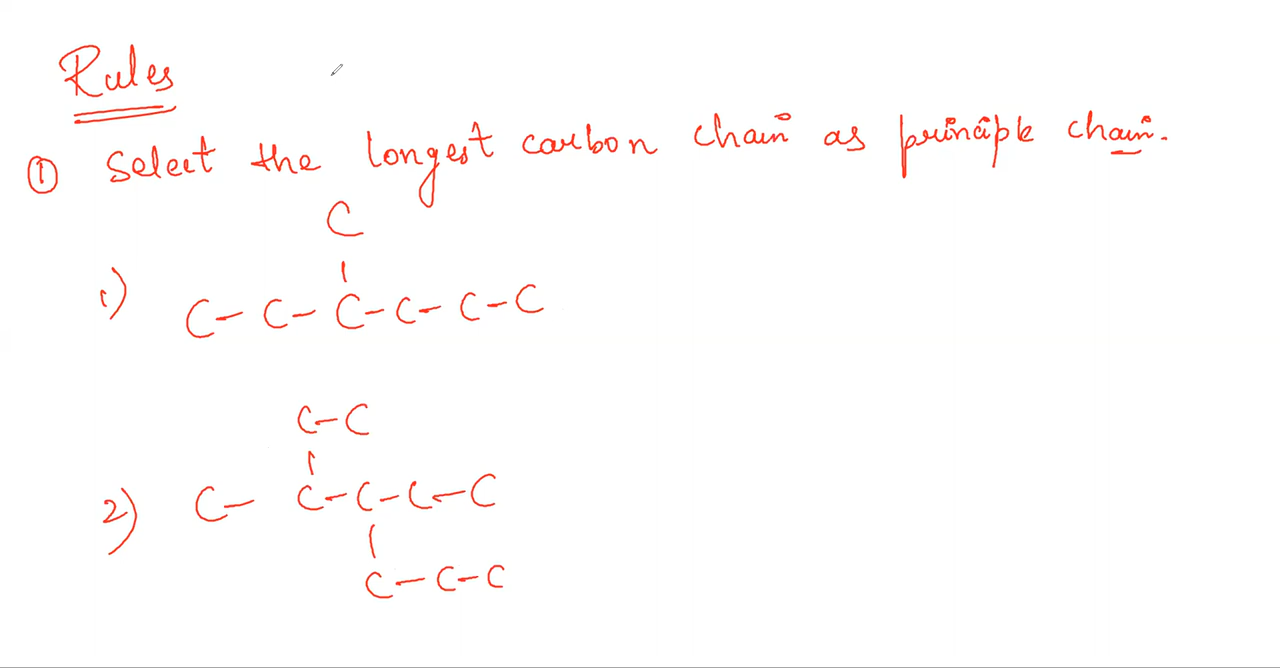 Rules
① Select the longest carbon chain as principle chain.
C
|
1) C - C - C - C - C - C
C - C
|
2) C - C - C - C - C
|
C - C - C